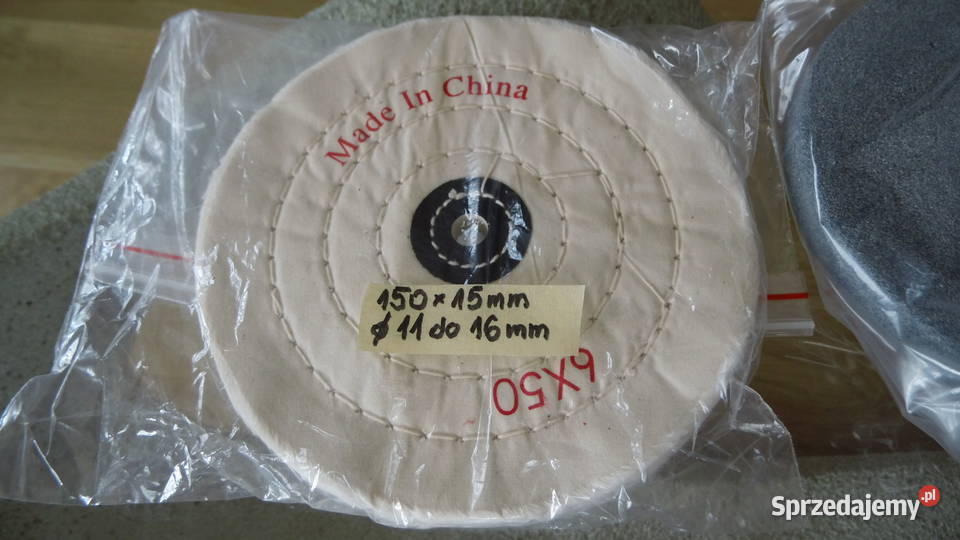 Made In China
150 x 15 mm
ø 11 do 16 mm
6X50
Sprzedajemy.pl